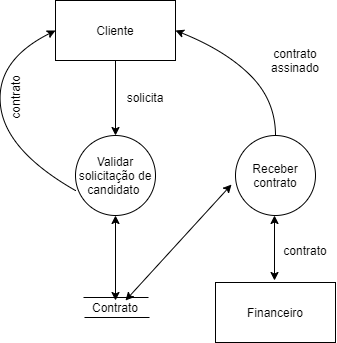 Cliente
contrato
assinado
contrato
solicita
Validar
solicitação de
candidato
Receber
contrato
contrato
Contrato
Financeiro